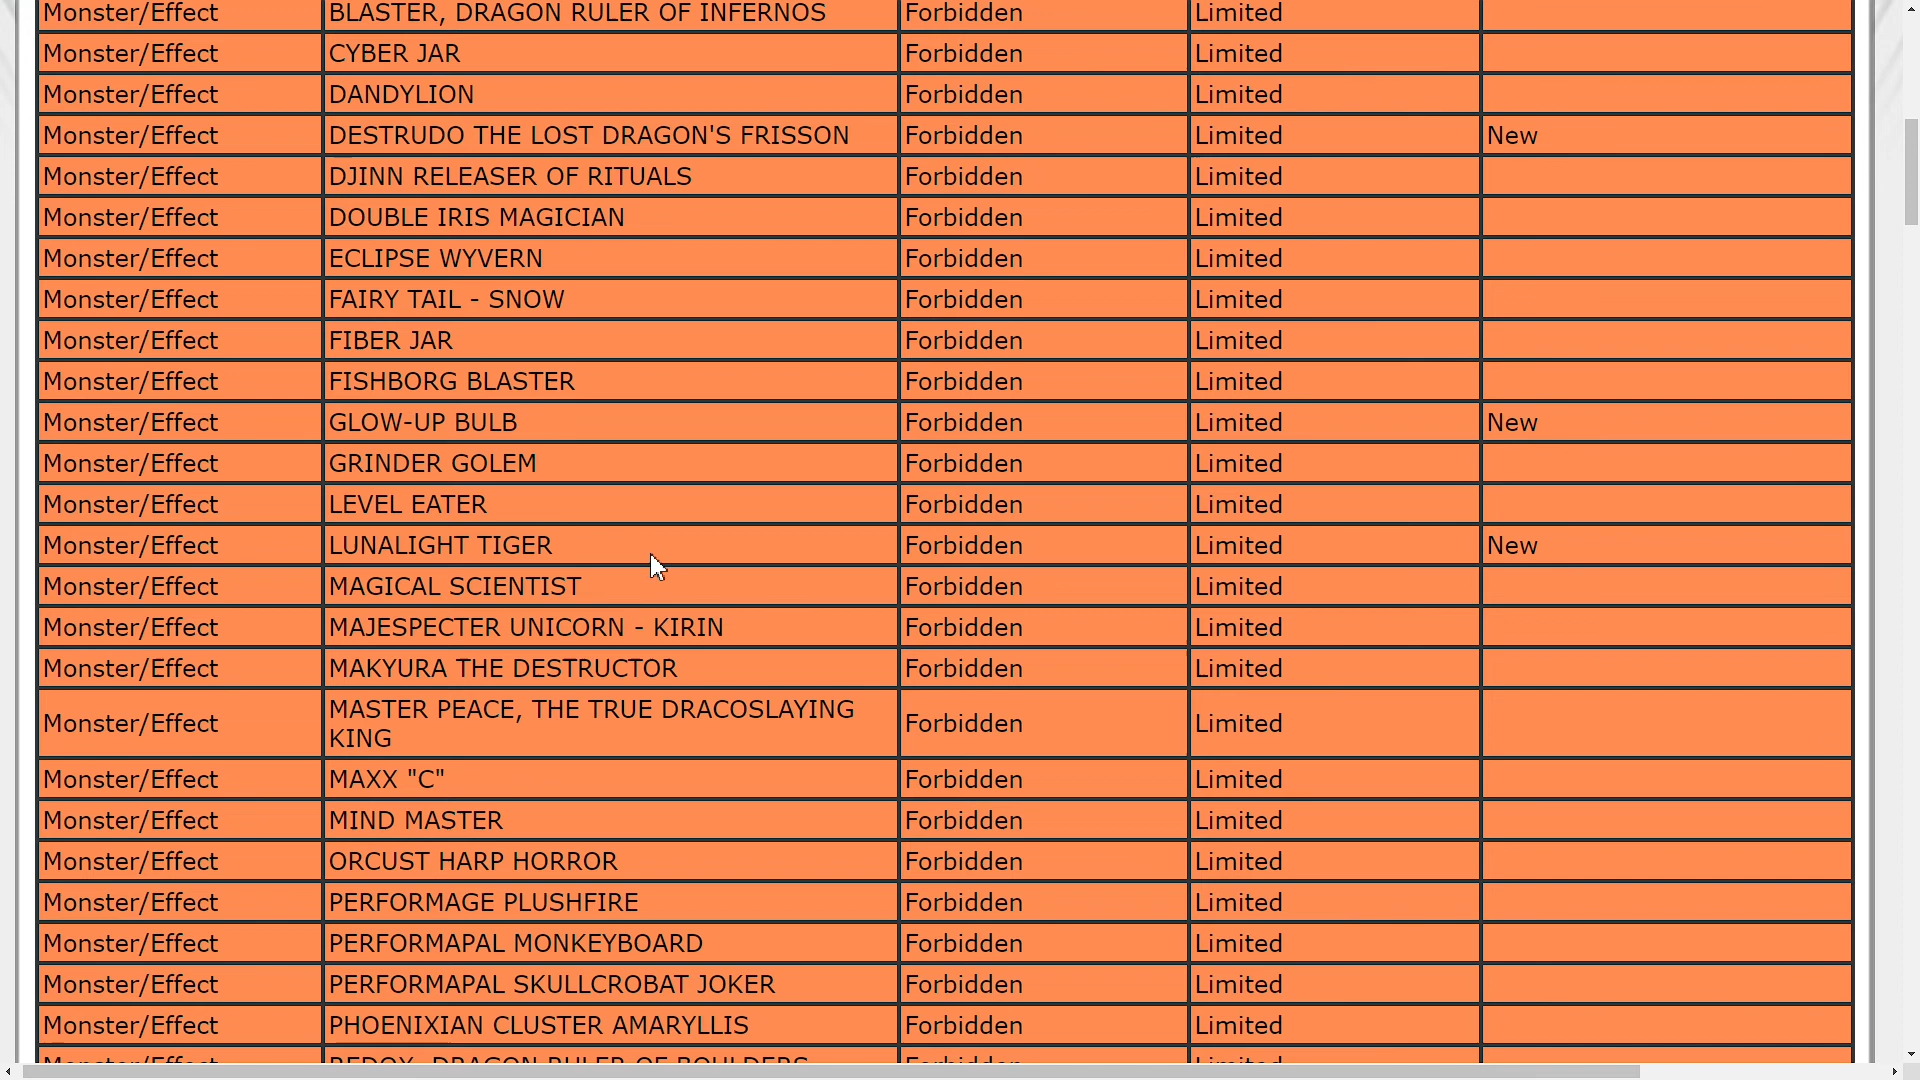 Monster/Effect BLASTER, DRAGON RULER OF INFERNOS Forbidden Limited
Monster/Effect CYBER JAR Forbidden Limited
Monster/Effect DANDYLION Forbidden Limited
Monster/Effect DESTRUDO THE LOST DRAGON'S FRISSON Forbidden Limited New
Monster/Effect DJINN RELEASER OF RITUALS Forbidden Limited
Monster/Effect DOUBLE IRIS MAGICIAN Forbidden Limited
Monster/Effect ECLIPSE WYVERN Forbidden Limited
Monster/Effect FAIRY TAIL - SNOW Forbidden Limited
Monster/Effect FIBER JAR Forbidden Limited
Monster/Effect FISHBORG BLASTER Forbidden Limited
Monster/Effect GLOW-UP BULB Forbidden Limited New
Monster/Effect GRINDER GOLEM Forbidden Limited
Monster/Effect LEVEL EATER Forbidden Limited
Monster/Effect LUNALIGHT TIGER Forbidden Limited New
Monster/Effect MAGICAL SCIENTIST Forbidden Limited
Monster/Effect MAJESPECTER UNICORN - KIRIN Forbidden Limited
Monster/Effect MAKYURA THE DESTRUCTOR Forbidden Limited
Monster/Effect MASTER PEACE, THE TRUE DRACOSLAYING Forbidden Limited
KING
Monster/Effect MAXX "C" Forbidden Limited
Monster/Effect MIND MASTER Forbidden Limited
Monster/Effect ORCUST HARP HORROR Forbidden Limited
Monster/Effect PERFORMAGE PLUSHFIRE Forbidden Limited
Monster/Effect PERFORMAPAL MONKEYBOARD Forbidden Limited
Monster/Effect PERFORMAPAL SKULLCROBAT JOKER Forbidden Limited
Monster/Effect PHOENIXIAN CLUSTER AMARYLLIS Forbidden Limited
Monster/Effect REDOX, DRAGON RULER OF BOULDERS Forbidden Limited